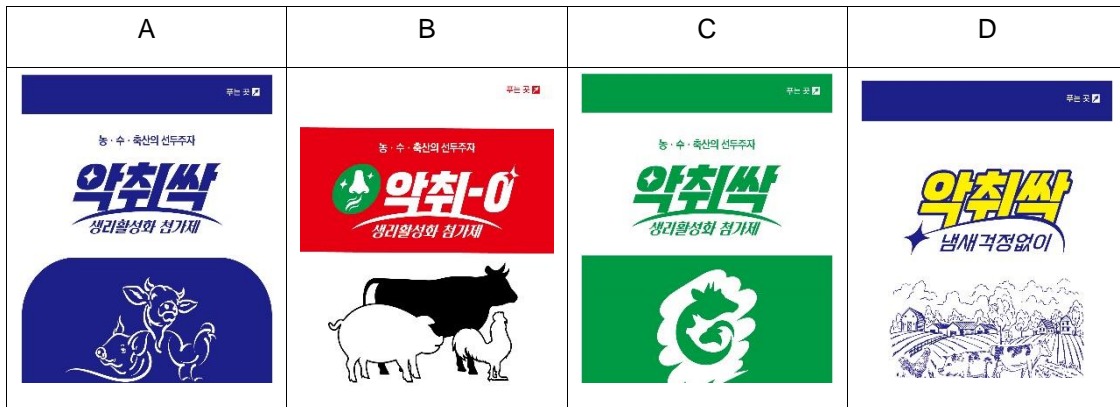 A
B
C
D
푸는 곳
농·수·축산의 선두주자
악취싹
생리활성화 첨가제
푸는 곳
농·수·축산의 선두주자
악취-0
생리활성화 첨가제
푸는 곳
농·수·축산의 선두주자
악취싹
생리활성화 첨가제
푸는 곳
악취싹
냄새걱정없이